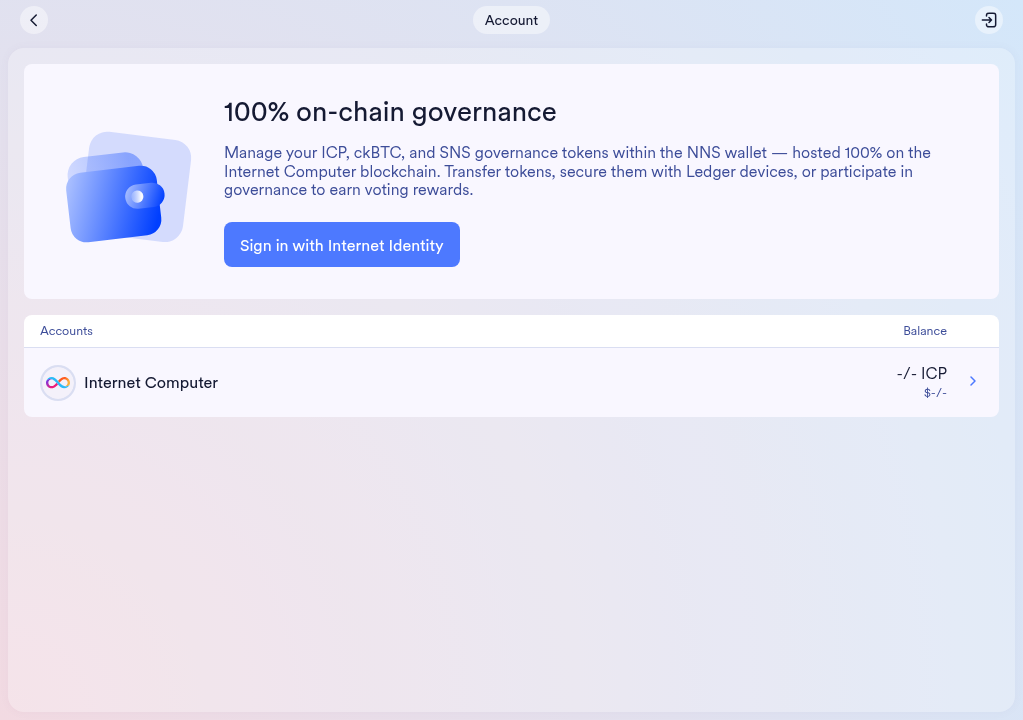 Account
100% on-chain governance
Manage your ICP, ckBTC, and SNS governance tokens within the NNS wallet — hosted 100% on the
Internet Computer blockchain. Transfer tokens, secure them with Ledger devices, or participate in
governance to earn voting rewards.
Sign in with Internet Identity
Accounts Balance
Internet Computer -/- ICP
$-/-